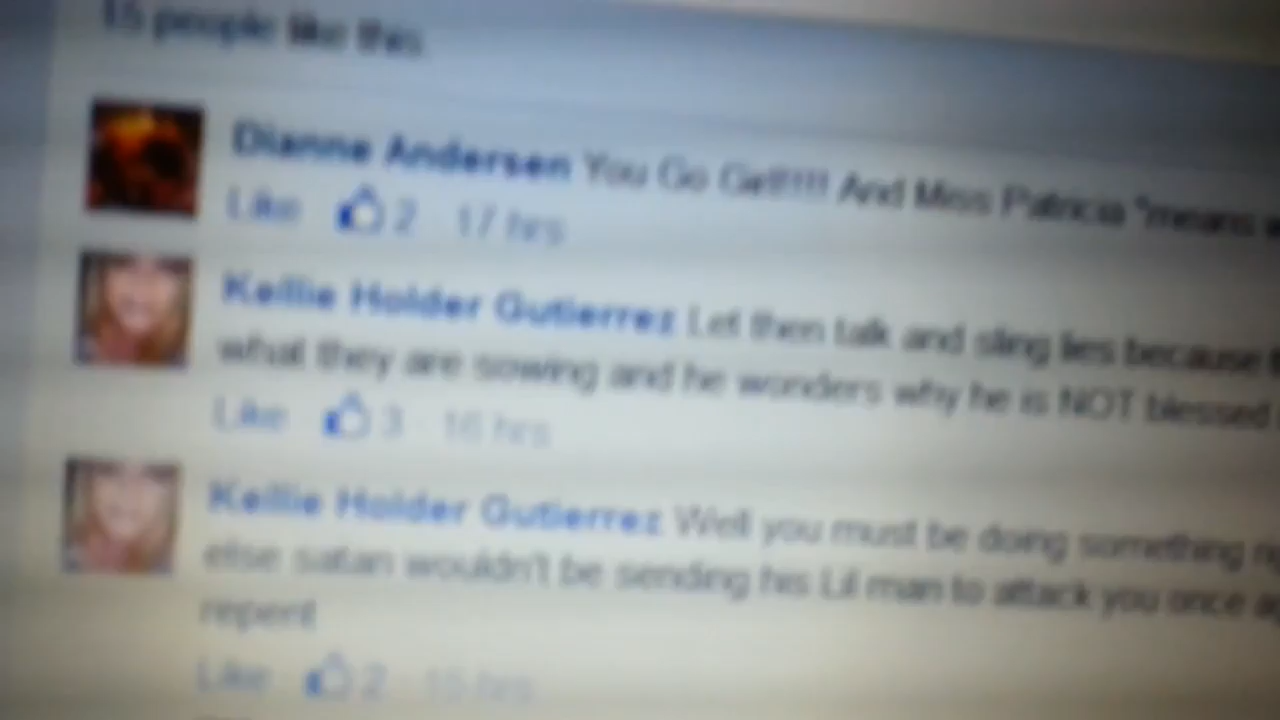 15 people like this.
Dianne Andersen You Go Girl!!!! And Miss Patricia "means
Like 2 17 hrs
Kellie Holder Gutierrez Let then talk and sling lies because
what they are sowing and he wonders why he is NOT blessed
Like 3 · 16 hrs
Kellie Holder Gutierrez Well you must be doing something
else satan wouldn't be sending his Lil man to attack you once
repent
Like 2 · 15 hrs